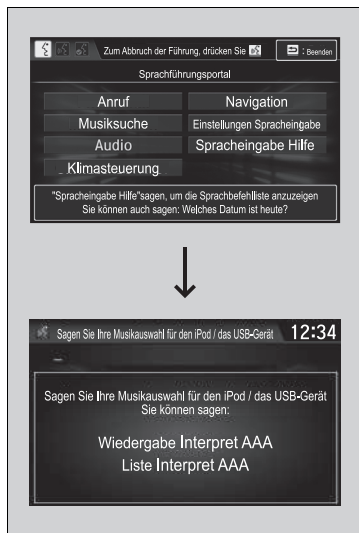 Zum Abbruch der Führung, drücken Sie
: Beenden
Sprachführungsportal
Anruf
Navigation
Musiksuche
Einstellungen Spracheingabe
Audio
Spracheingabe Hilfe
Klimasteuerung
"Spracheingabe Hilfe"sagen, um die Sprachbefehlliste anzuzeigen
Sie können auch sagen: Welches Datum ist heute?
Sagen Sie Ihre Musikauswahl für den iPod / das USB-Gerät
12:34
Sagen Sie Ihre Musikauswahl für den iPod / das USB-Gerät
Sie können sagen:
Wiedergabe Interpret AAA
Liste Interpret AAA